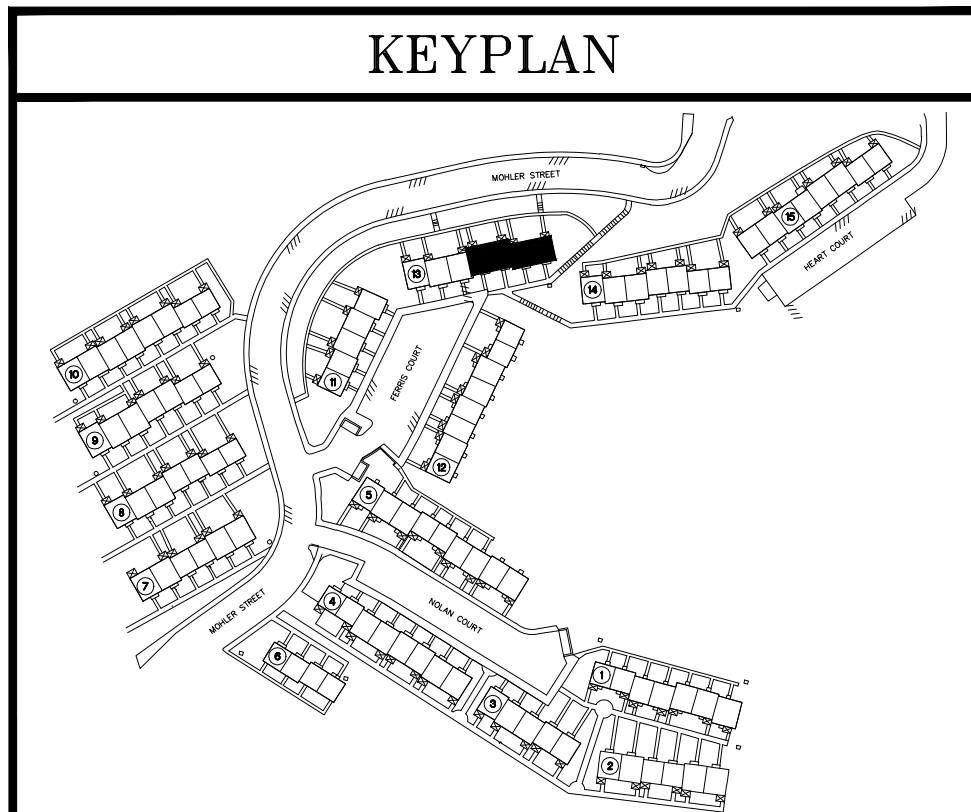 KEYPLAN
MOHLER STREET
15
HEART COURT
13
14
10
11
FERRIS COURT
9
12
8
5
7
4
NOLAN COURT
MOHLER STREET
6
1
3
2